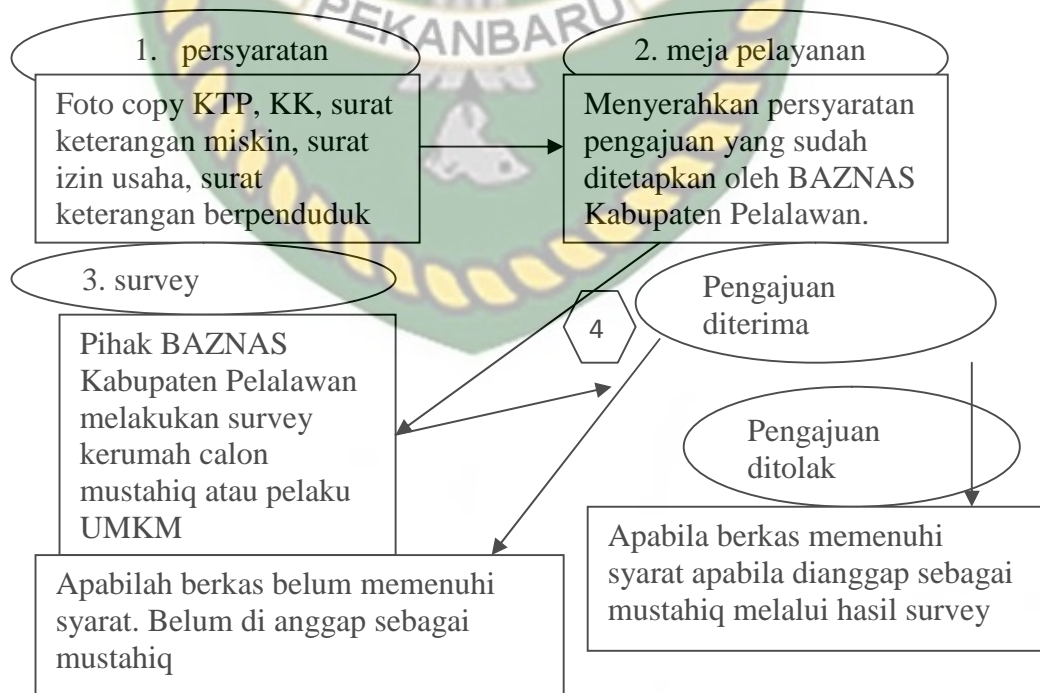 PEKANBARU
1. persyaratan
Foto copy KTP, KK, surat
keterangan miskin, surat
izin usaha, surat
keterangan berpenduduk
2. meja pelayanan
Menyerahkan persyaratan
pengajuan yang sudah
ditetapkan oleh BAZNAS
Kabupaten Pelalawan.
3. survey
Pihak BAZNAS
Kabupaten Pelalawan
melakukan survey
kerumah calon
mustahiq atau pelaku
UMKM
4
Pengajuan
diterima
Pengajuan
ditolak
Apabila berkas memenuhi
syarat apabila dianggap sebagai
mustahiq melalui hasil survey
Apabilah berkas belum memenuhi
syarat. Belum di anggap sebagai
mustahiq